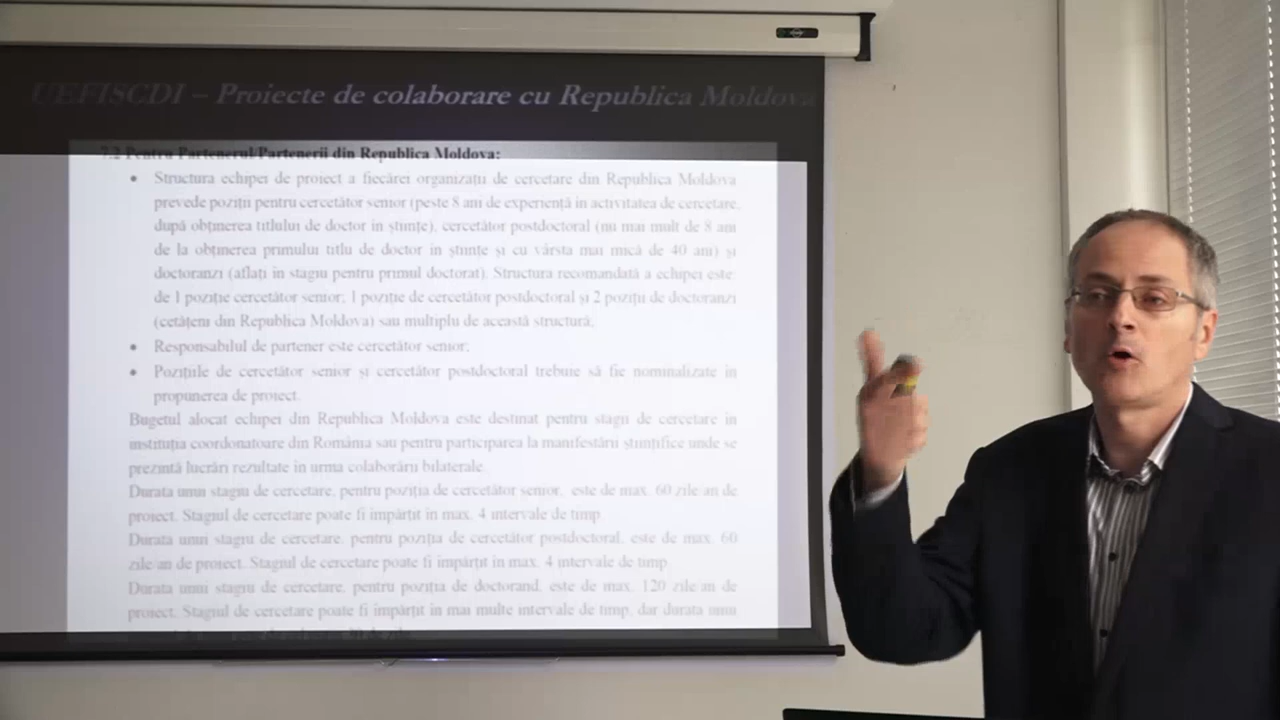 UEFISCDI – Proiecte de colaborare cu Republica Moldova
7.2 Pentru Partenerul/Partenerii din Republica Moldova:
• Structura echipei de proiect a fiecărei organizații de cercetare din Republica Moldova
prevede poziții pentru cercetător senior (peste 8 ani de experiență în activitatea de cercetare,
după obținerea titlului de doctor în științe), cercetător postdoctoral (nu mai mult de 8 ani
de la obținerea primului titlu de doctor în științe și cu vârsta mai mică de 40 ani) și
doctoranzi (aflați în stagiu pentru primul doctorat). Structura recomandată a echipei este
de 1 poziție cercetător senior; 1 poziție de cercetător postdoctoral și 2 poziții de doctoranzi
(cetățeni din Republica Moldova) sau multiplu de această structură;
• Responsabilul de partener este cercetător senior;
• Pozițiile de cercetător senior și cercetător postdoctoral trebuie să fie nominalizate în
propunerea de proiect.
Bugetul alocat echipei din Republica Moldova este destinat pentru stagii de cercetare în
instituția coordonatoare din România sau pentru participarea la manifestări științifice unde se
prezintă lucrări rezultate în urma colaborării bilaterale.
Durata unui stagiu de cercetare, pentru poziția de cercetător senior, este de max. 60 zile/an de
proiect. Stagiul de cercetare poate fi împărțit în max. 4 intervale de timp
Durata unui stagiu de cercetare, pentru poziția de cercetător postdoctoral, este de max. 60
zile/an de proiect. Stagiul de cercetare poate fi împărțit în max. 4 intervale de timp
Durata unui stagiu de cercetare, pentru poziția de doctorand, este de max. 120 zile/an de
proiect. Stagiul de cercetare poate fi împărțit în mai multe intervale de timp, dar durata unui